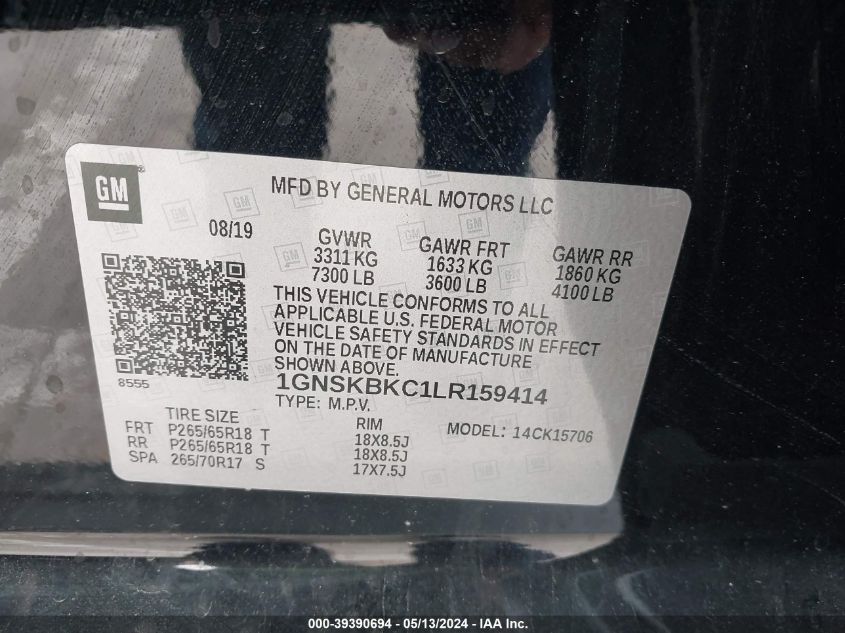 GM
MFD BY GENERAL MOTORS LLC
08/19
GVWR GAWR FRT GAWR RR
3311 KG 1633 KG 1860 KG
7300 LB 3600 LB 4100 LB
THIS VEHICLE CONFORMS TO ALL
APPLICABLE U.S. FEDERAL MOTOR
VEHICLE SAFETY STANDARDS IN EFFECT
ON THE DATE OF MANUFACTURE
SHOWN ABOVE.
8555
1GNSKBKC1LR159414
TYPE: M.P.V.
TIRE SIZE RIM MODEL: 14CK15706
FRT P265/65R18 T 18X8.5J
RR P265/65R18 T 18X8.5J
SPA 265/70R17 S 17X7.5J
000-39390694 - 05/13/2024 - IAA Inc.